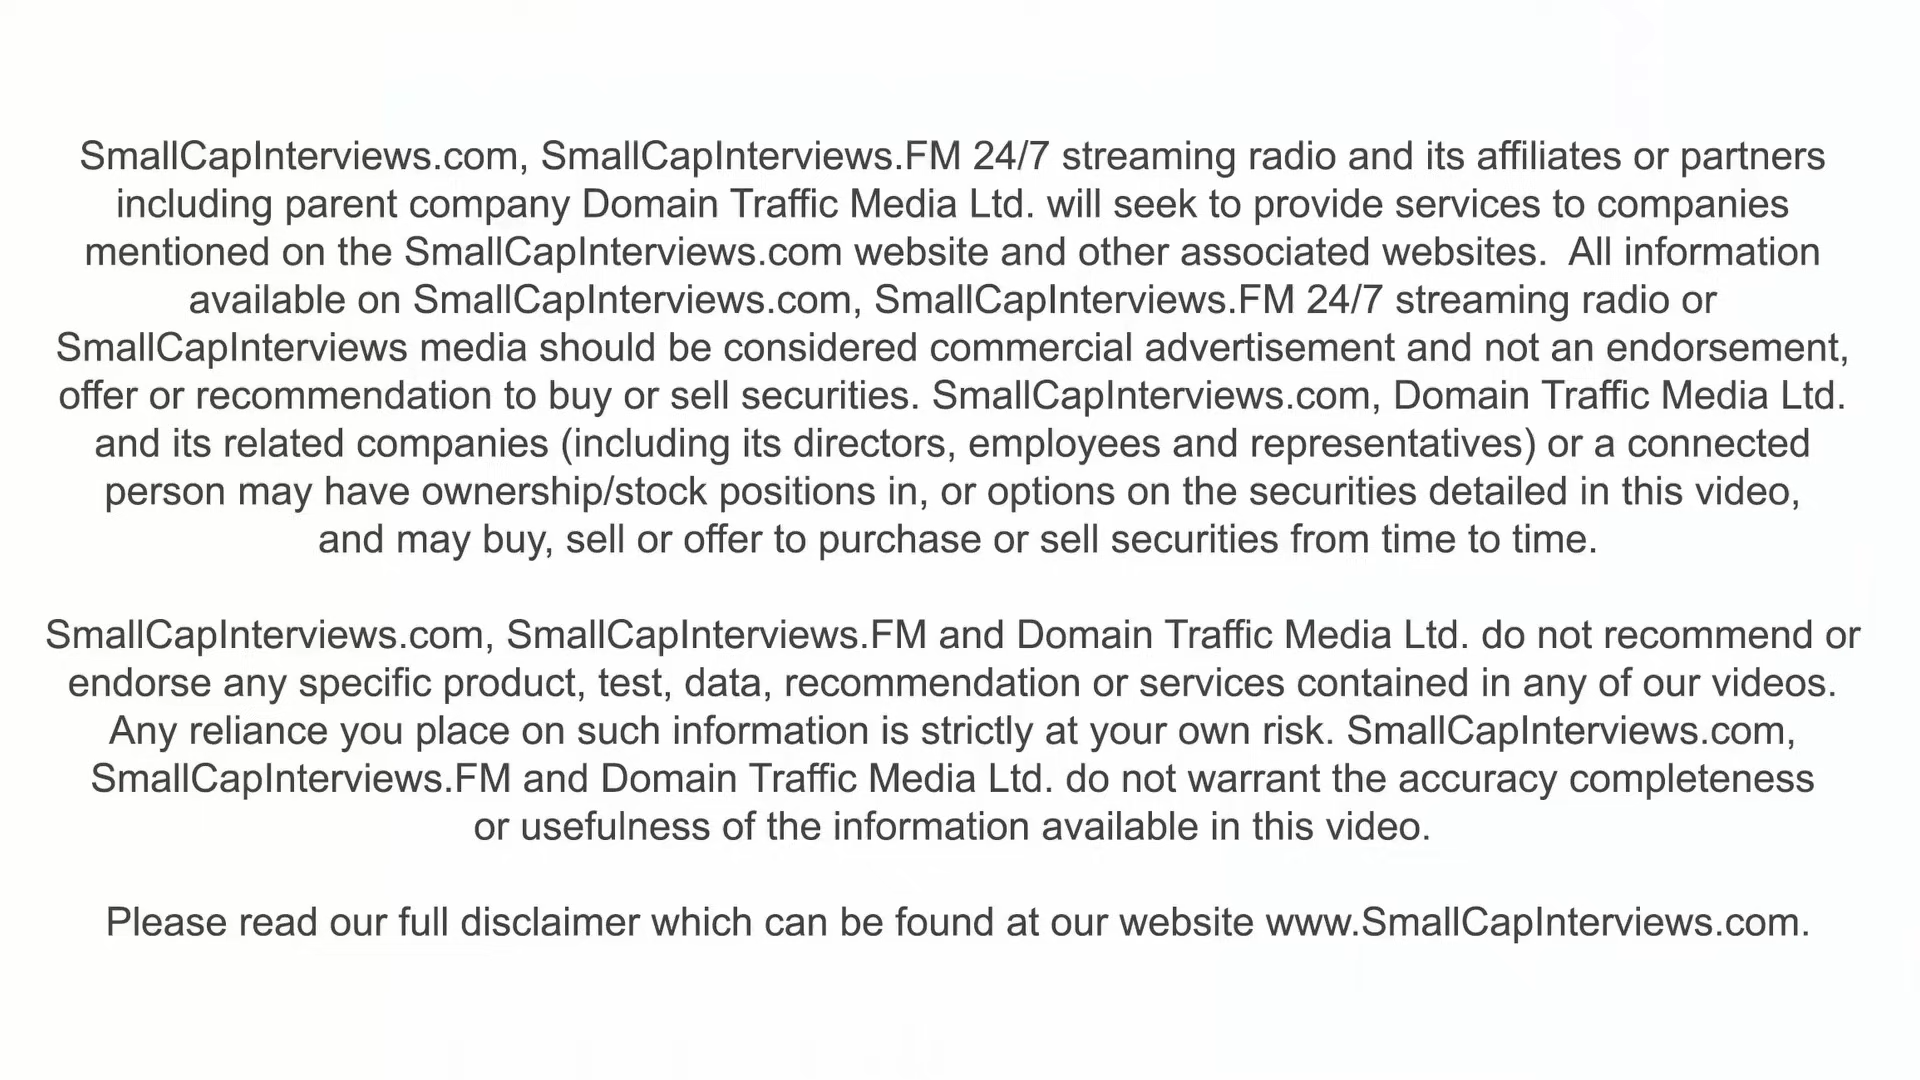 SmallCapInterviews.com, SmallCapInterviews.FM 24/7 streaming radio and its affiliates or partners
including parent company Domain Traffic Media Ltd. will seek to provide services to companies
mentioned on the SmallCapInterviews.com website and other associated websites.  All information
available on SmallCapInterviews.com, SmallCapInterviews.FM 24/7 streaming radio or
SmallCapInterviews media should be considered commercial advertisement and not an endorsement,
offer or recommendation to buy or sell securities. SmallCapInterviews.com, Domain Traffic Media Ltd.
and its related companies (including its directors, employees and representatives) or a connected
person may have ownership/stock positions in, or options on the securities detailed in this video,
and may buy, sell or offer to purchase or sell securities from time to time.
SmallCapInterviews.com, SmallCapInterviews.FM and Domain Traffic Media Ltd. do not recommend or
endorse any specific product, test, data, recommendation or services contained in any of our videos.
Any reliance you place on such information is strictly at your own risk. SmallCapInterviews.com,
SmallCapInterviews.FM and Domain Traffic Media Ltd. do not warrant the accuracy completeness
or usefulness of the information available in this video.
Please read our full disclaimer which can be found at our website www.SmallCapInterviews.com.